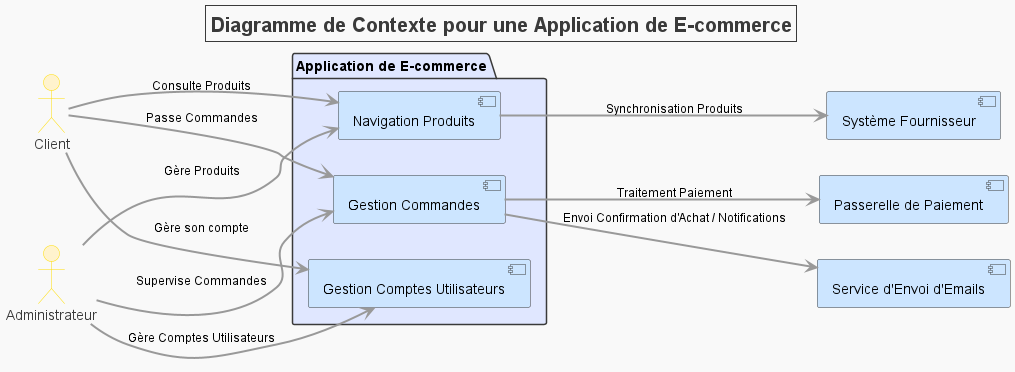 Diagramme de Contexte pour une Application de E-commerce
Application de E-commerce
Consulte Produits
Passe Commandes
Client
Gère Produits
Gère son compte
Supervise Commandes
Administrateur
Gère Comptes Utilisateurs
Navigation Produits
Gestion Commandes
Gestion Comptes Utilisateurs
Synchronisation Produits
Système Fournisseur
Traitement Paiement
Passerelle de Paiement
Envoi Confirmation d'Achat / Notifications
Service d'Envoi d'Emails